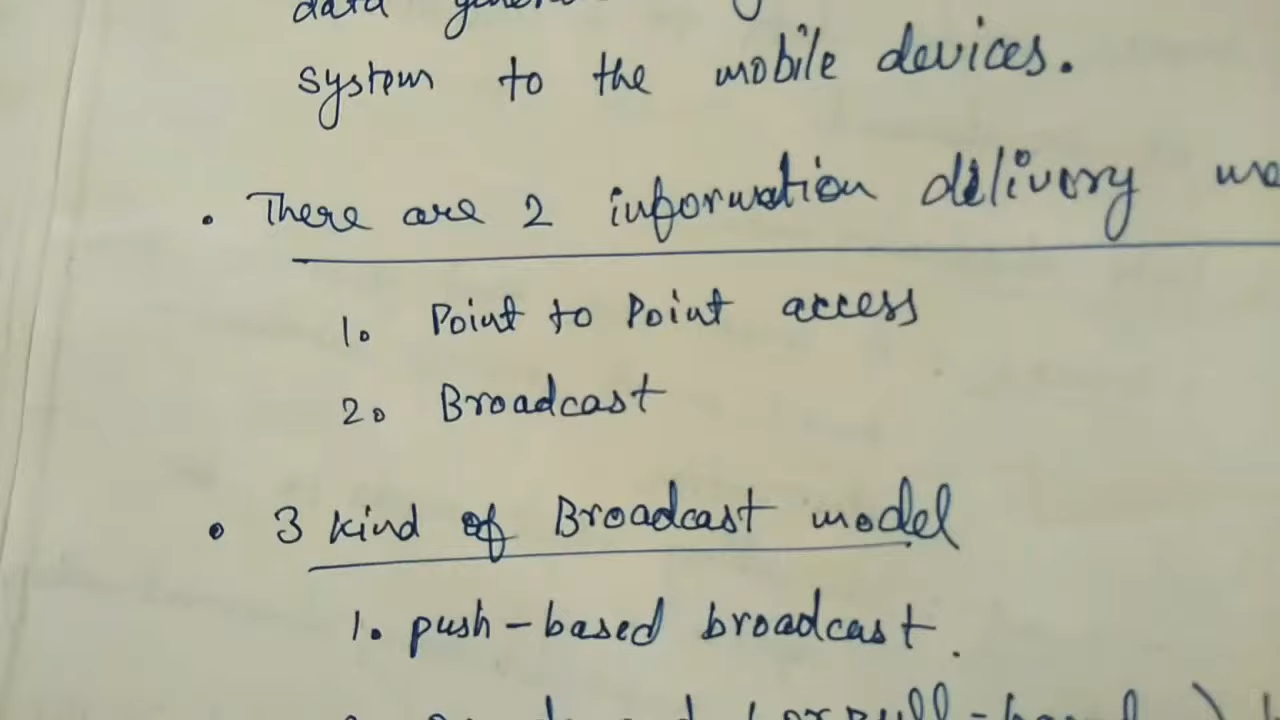 data
system to the mobile devices.
• There are 2 information delivery
1. Point to Point access
2. Broadcast
• 3 kind of Broadcast model
1. push-based broadcast.